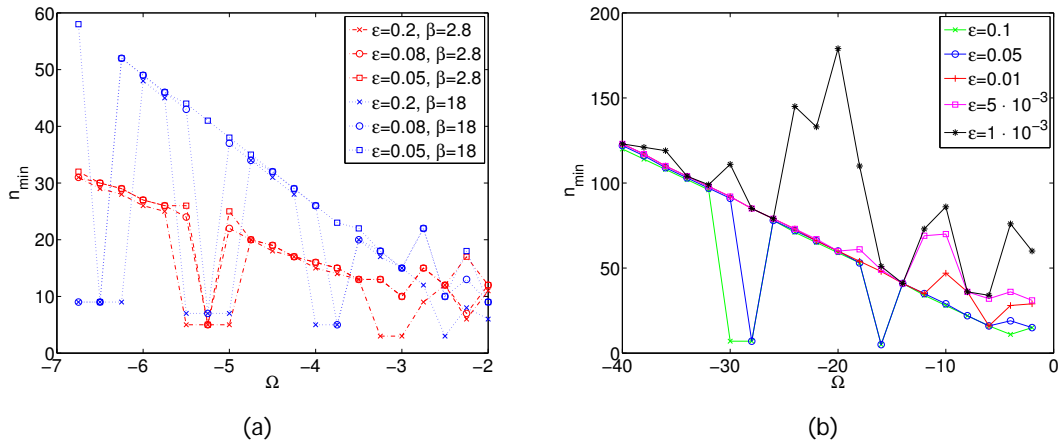 60
50
40
30
20
10
0
n_min
−7
−6
−5
−4
−3
−2
Ω
ε=0.2, β=2.8
ε=0.08, β=2.8
ε=0.05, β=2.8
ε=0.2, β=18
ε=0.08, β=18
ε=0.05, β=18
(a)
200
150
100
50
0
n_min
−40
−30
−20
−10
0
Ω
ε=0.1
ε=0.05
ε=0.01
ε=5 · 10⁻³
ε=1 · 10⁻³
(b)